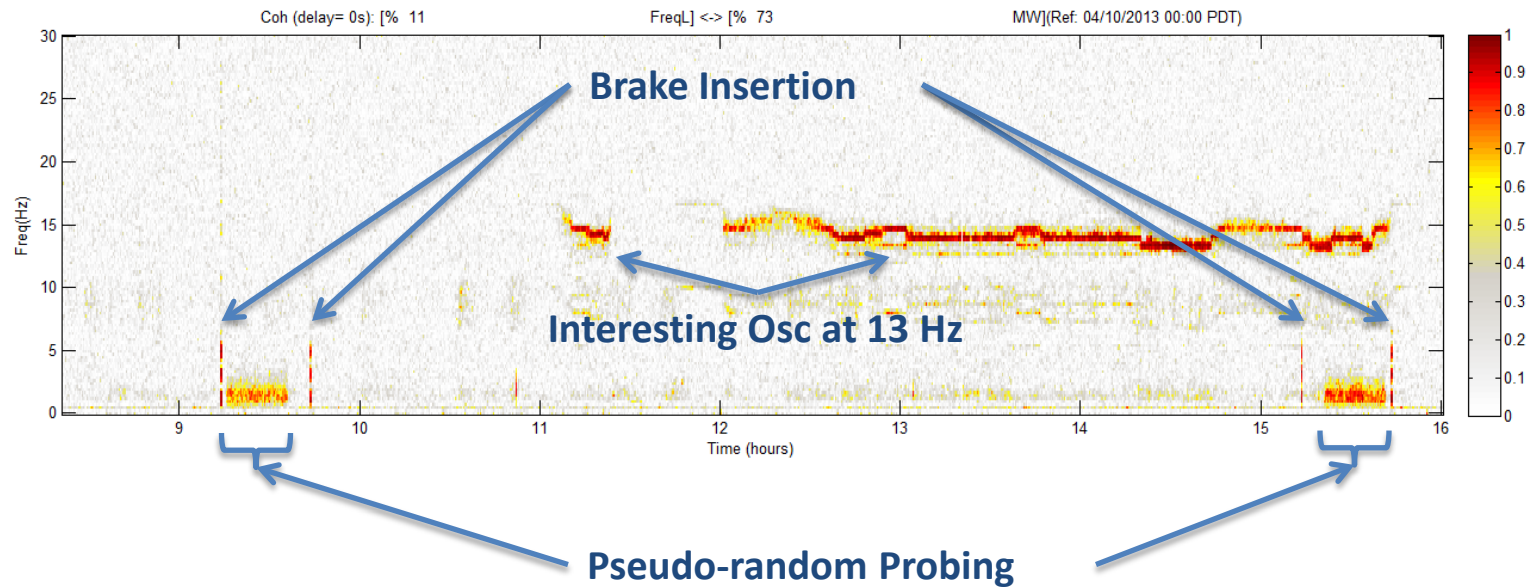 Coh (delay= 0s): [% 11 FreqL] <-> [% 73 MW](Ref: 04/10/2013 00:00 PDT)
30
25
20
15
10
5
0
Freq(Hz)
Brake Insertion
Interesting Osc at 13 Hz
1
0.9
0.8
0.7
0.6
0.5
0.4
0.3
0.2
0.1
0
9 10 11 12 13 14 15 16
Time (hours)
Pseudo-random Probing